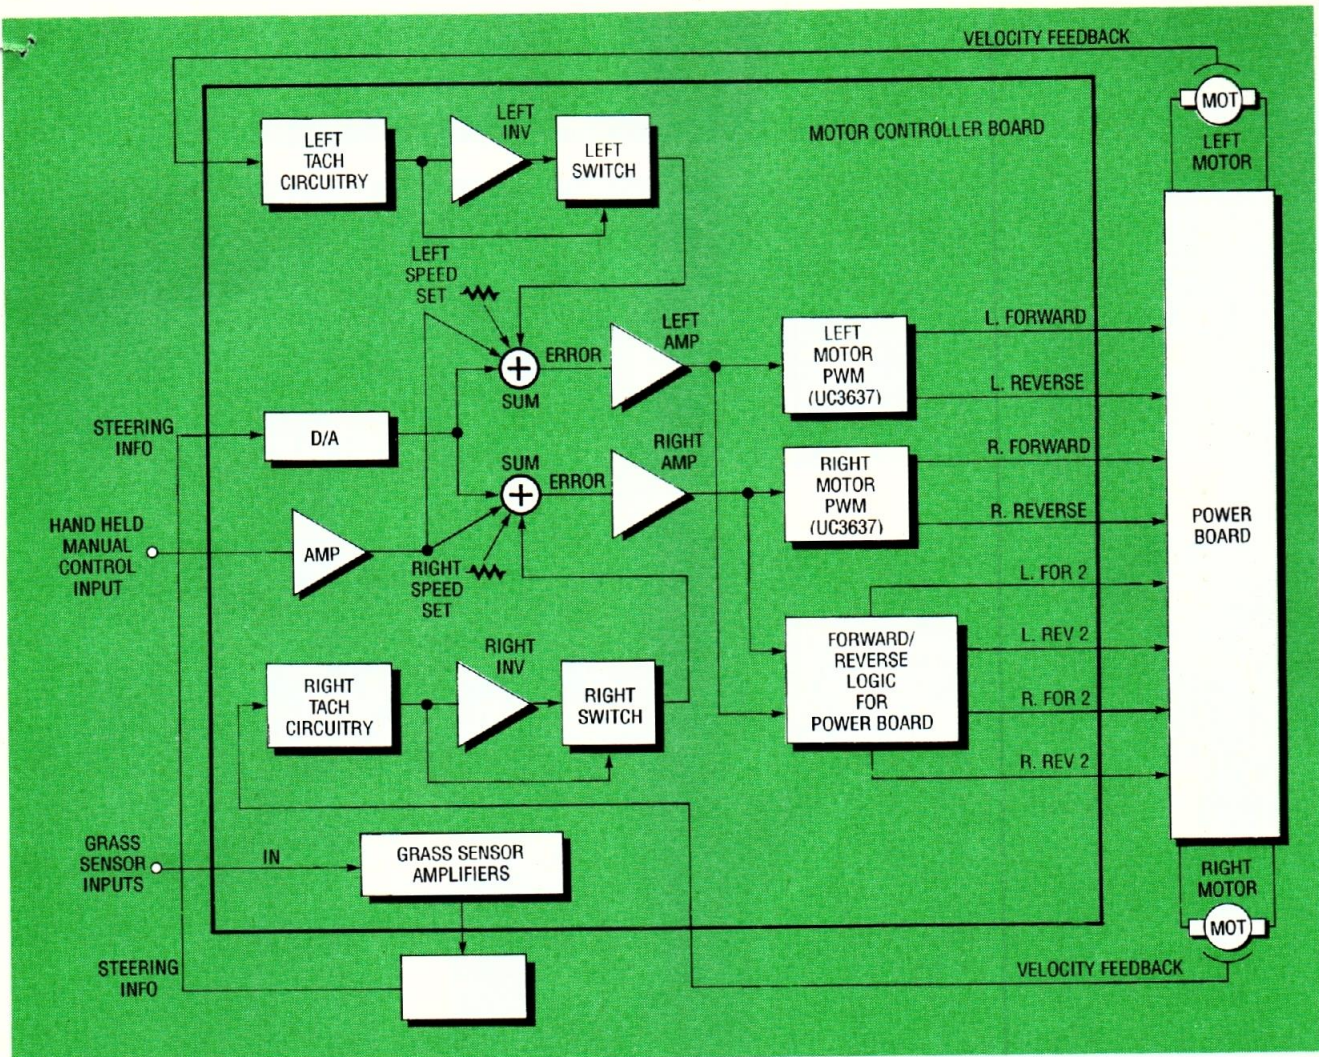 VELOCITY FEEDBACK
MOT
LEFT
MOTOR
MOTOR CONTROLLER BOARD
LEFT
TACH
CIRCUITRY
LEFT
INV
LEFT
SWITCH
LEFT
SPEED
SET
ERROR
SUM
LEFT
AMP
LEFT
MOTOR
PWM
(UC3637)
L. FORWARD
L. REVERSE
STEERING
INFO
D/A
SUM
ERROR
RIGHT
AMP
RIGHT
MOTOR
PWM
(UC3637)
R. FORWARD
R. REVERSE
POWER
BOARD
HAND HELD
MANUAL
CONTROL
INPUT
AMP
RIGHT
SPEED
SET
L. FOR 2
L. REV 2
R. FOR 2
R. REV 2
FORWARD/
REVERSE
LOGIC
FOR
POWER BOARD
RIGHT
TACH
CIRCUITRY
RIGHT
INV
RIGHT
SWITCH
GRASS
SENSOR
INPUTS
IN
GRASS SENSOR
AMPLIFIERS
RIGHT
MOTOR
MOT
STEERING
INFO
VELOCITY FEEDBACK